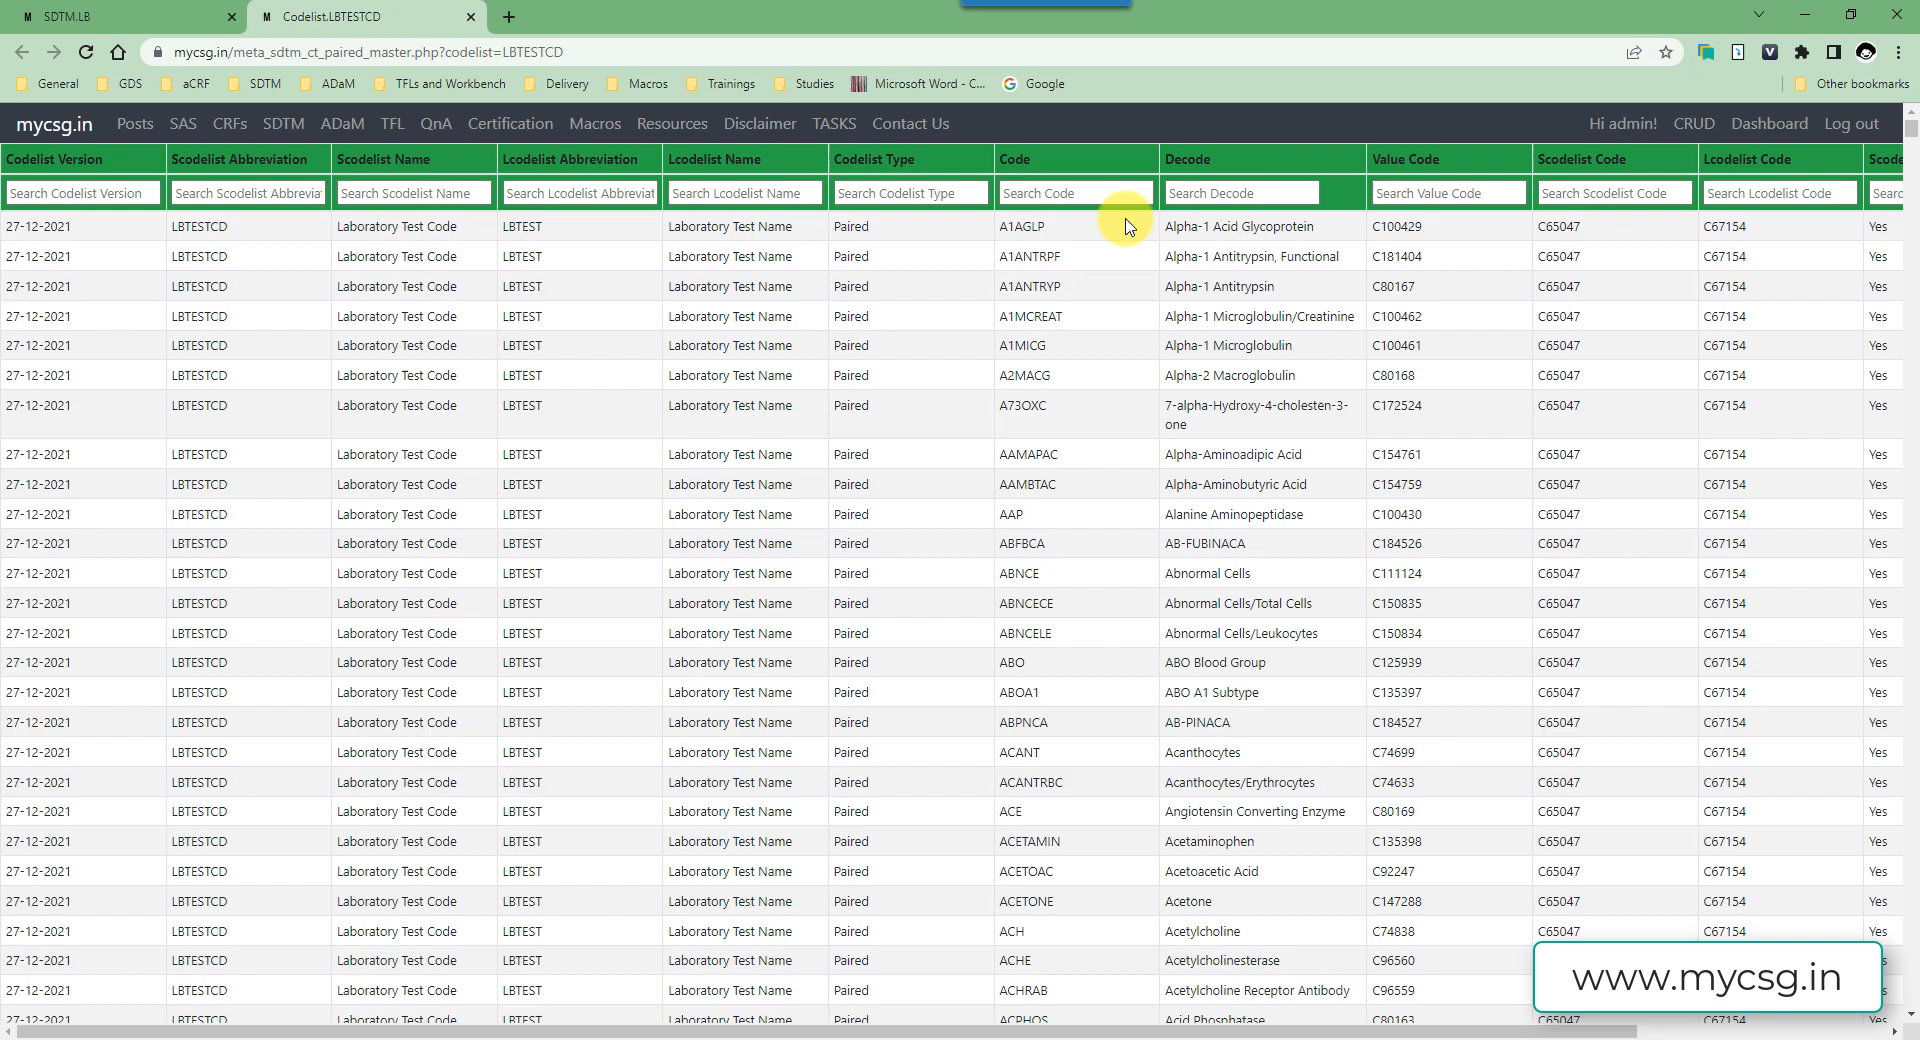 M SDTM.LB
M Codelist.LBTESTCD
mycsg.in/meta_sdtm_ct_paired_master.php?codelist=LBTESTCD
General GDS aCRF SDTM ADaM TFLs and Workbench Delivery Macros Trainings Studies Microsoft Word - C... G Google Other bookmarks
mycsg.in Posts SAS CRFs SDTM ADaM TFL QnA Certification Macros Resources Disclaimer TASKS Contact Us Hi admin! CRUD Dashboard Log out
Codelist Version Scodelist Abbreviation Scodelist Name Lcodelist Abbreviation Lcodelist Name Codelist Type Code Decode Value Code Scodelist Code Lcodelist Code Scode
Search Codelist Version Search Scodelist Abbrevia Search Scodelist Name Search Lcodelist Abbreviat Search Lcodelist Name Search Codelist Type Search Code Search Decode Search Value Code Search Scodelist Code Search Lcodelist Code Searc
27-12-2021 LBTESTCD Laboratory Test Code LBTEST Laboratory Test Name Paired A1AGLP Alpha-1 Acid Glycoprotein C100429 C65047 C67154 Yes
27-12-2021 LBTESTCD Laboratory Test Code LBTEST Laboratory Test Name Paired A1ANTRPF Alpha-1 Antitrypsin, Functional C181404 C65047 C67154 Yes
27-12-2021 LBTESTCD Laboratory Test Code LBTEST Laboratory Test Name Paired A1ANTRYP Alpha-1 Antitrypsin C80167 C65047 C67154 Yes
27-12-2021 LBTESTCD Laboratory Test Code LBTEST Laboratory Test Name Paired A1MCREAT Alpha-1 Microglobulin/Creatinine C100462 C65047 C67154 Yes
27-12-2021 LBTESTCD Laboratory Test Code LBTEST Laboratory Test Name Paired A1MICG Alpha-1 Microglobulin C100461 C65047 C67154 Yes
27-12-2021 LBTESTCD Laboratory Test Code LBTEST Laboratory Test Name Paired A2MACG Alpha-2 Macroglobulin C80168 C65047 C67154 Yes
27-12-2021 LBTESTCD Laboratory Test Code LBTEST Laboratory Test Name Paired A73OXC 7-alpha-Hydroxy-4-cholesten-3- C172524 C65047 C67154 Yes
one
27-12-2021 LBTESTCD Laboratory Test Code LBTEST Laboratory Test Name Paired AAMAPAC Alpha-Aminoadipic Acid C154761 C65047 C67154 Yes
27-12-2021 LBTESTCD Laboratory Test Code LBTEST Laboratory Test Name Paired AAMBTAC Alpha-Aminobutyric Acid C154759 C65047 C67154 Yes
27-12-2021 LBTESTCD Laboratory Test Code LBTEST Laboratory Test Name Paired AAP Alanine Aminopeptidase C100430 C65047 C67154 Yes
27-12-2021 LBTESTCD Laboratory Test Code LBTEST Laboratory Test Name Paired ABFBCA AB-FUBINACA C184526 C65047 C67154 Yes
27-12-2021 LBTESTCD Laboratory Test Code LBTEST Laboratory Test Name Paired ABNCE Abnormal Cells C111124 C65047 C67154 Yes
27-12-2021 LBTESTCD Laboratory Test Code LBTEST Laboratory Test Name Paired ABNCECE Abnormal Cells/Total Cells C150835 C65047 C67154 Yes
27-12-2021 LBTESTCD Laboratory Test Code LBTEST Laboratory Test Name Paired ABNCELE Abnormal Cells/Leukocytes C150834 C65047 C67154 Yes
27-12-2021 LBTESTCD Laboratory Test Code LBTEST Laboratory Test Name Paired ABO ABO Blood Group C125939 C65047 C67154 Yes
27-12-2021 LBTESTCD Laboratory Test Code LBTEST Laboratory Test Name Paired ABOA1 ABO A1 Subtype C135397 C65047 C67154 Yes
27-12-2021 LBTESTCD Laboratory Test Code LBTEST Laboratory Test Name Paired ABPNCA AB-PINACA C184527 C65047 C67154 Yes
27-12-2021 LBTESTCD Laboratory Test Code LBTEST Laboratory Test Name Paired ACANT Acanthocytes C74699 C65047 C67154 Yes
27-12-2021 LBTESTCD Laboratory Test Code LBTEST Laboratory Test Name Paired ACANTRBC Acanthocytes/Erythrocytes C74633 C65047 C67154 Yes
27-12-2021 LBTESTCD Laboratory Test Code LBTEST Laboratory Test Name Paired ACE Angiotensin Converting Enzyme C80169 C65047 C67154 Yes
27-12-2021 LBTESTCD Laboratory Test Code LBTEST Laboratory Test Name Paired ACETAMIN Acetaminophen C135398 C65047 C67154 Yes
27-12-2021 LBTESTCD Laboratory Test Code LBTEST Laboratory Test Name Paired ACETOAC Acetoacetic Acid C92247 C65047 C67154 Yes
27-12-2021 LBTESTCD Laboratory Test Code LBTEST Laboratory Test Name Paired ACETONE Acetone C147288 C65047 C67154 Yes
27-12-2021 LBTESTCD Laboratory Test Code LBTEST Laboratory Test Name Paired ACH Acetylcholine C74838 C65047 C67154 Yes
27-12-2021 LBTESTCD Laboratory Test Code LBTEST Laboratory Test Name Paired ACHE Acetylcholinesterase C96560
27-12-2021 LBTESTCD Laboratory Test Code LBTEST Laboratory Test Name Paired ACHRAB Acetylcholine Receptor Antibody C96559
27-12-2021 LBTESTCD Laboratory Test Code LBTEST Laboratory Test Name Paired ACPHOS Acid Phosphatase C80163 C65047 C67154 Yes
www.mycsg.in